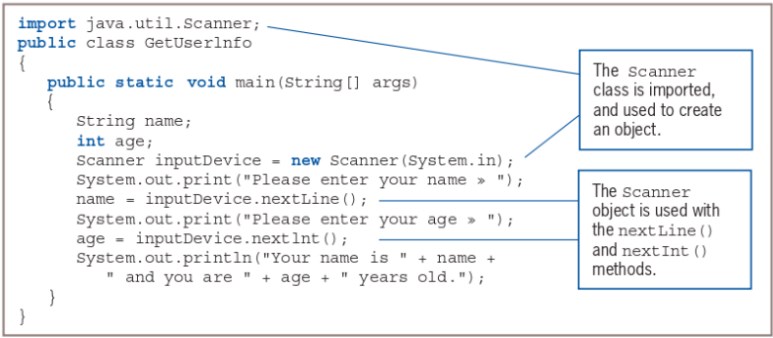 import java.util.Scanner;
public class GetUserInfo
{
public static void main(String[] args)
{
String name;
int age;
Scanner inputDevice = new Scanner(System.in);
System.out.print("Please enter your name » ");
name = inputDevice.nextLine();
System.out.print("Please enter your age » ");
age = inputDevice.nextInt();
System.out.println("Your name is " + name +
" and you are " + age + " years old.");
}
}
The Scanner
class is imported,
and used to create
an object.
The Scanner
object is used with
the nextLine()
and nextInt()
methods.